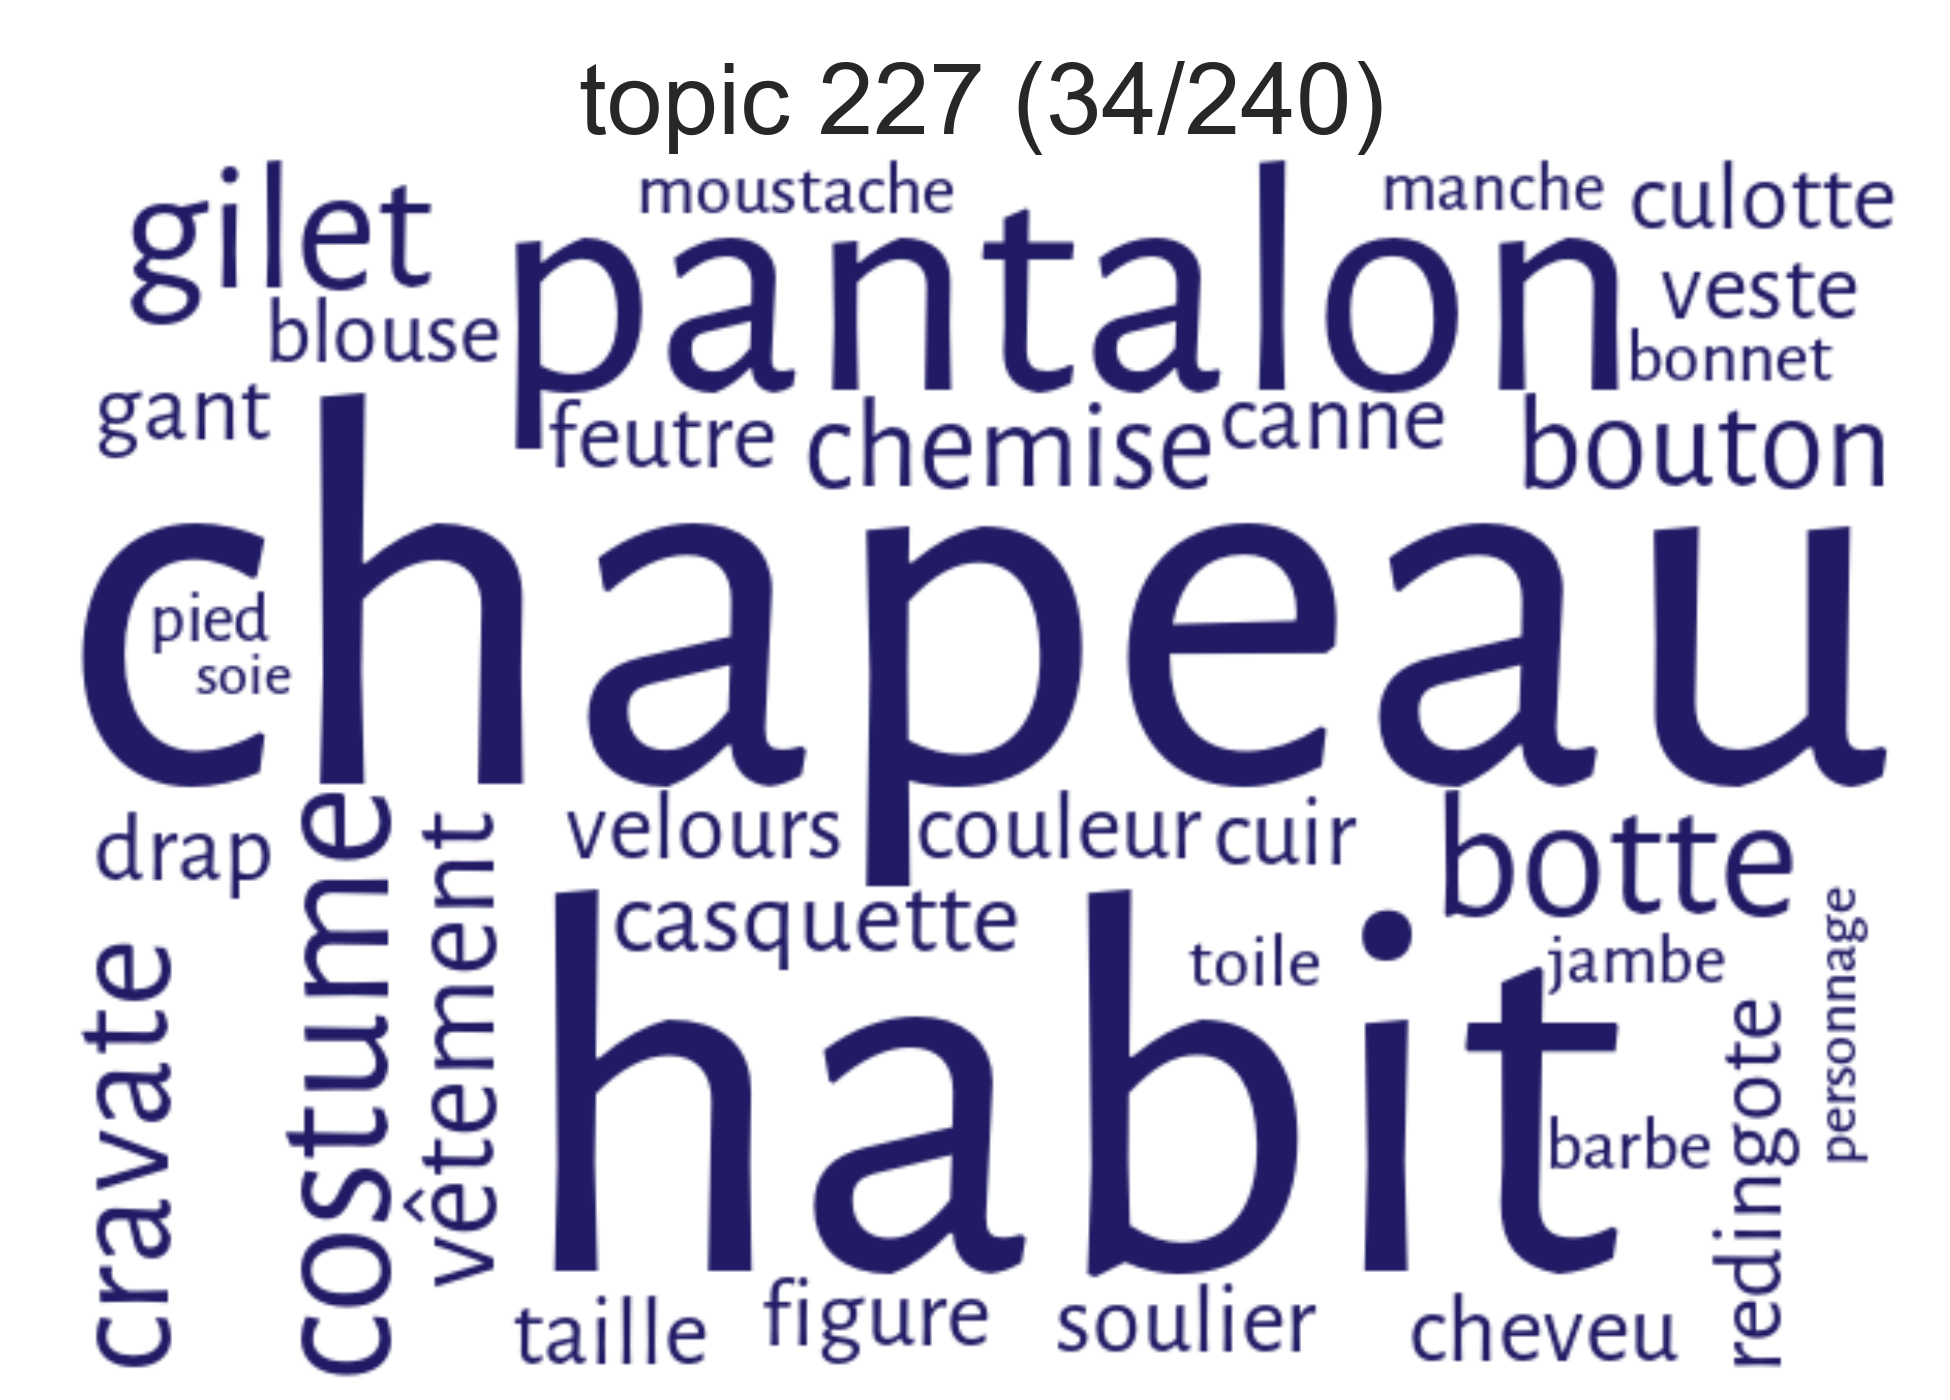 topic 227 (34/240)
gilet
moustache
pantalon
manche
culotte
veste
blouse
bonnet
gant
feutre
chemise
canne
bouton
chapeau
pied
soie
drap
costume
vêtement
velours
couleur
cuir
botte
casquette
habit
toile
jambe
personnage
cravate
redingote
barbe
taille
figure
soulier
cheveu